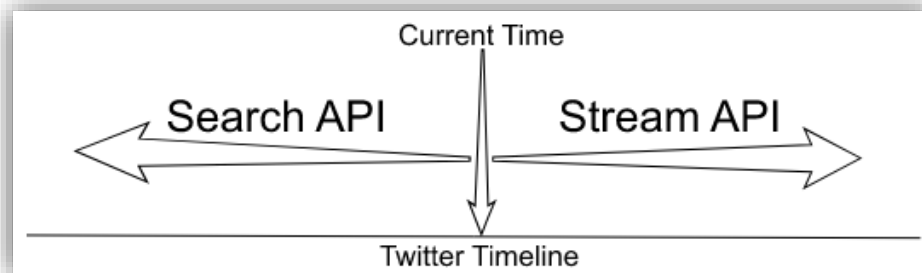 Current Time
Search API
Stream API
Twitter Timeline